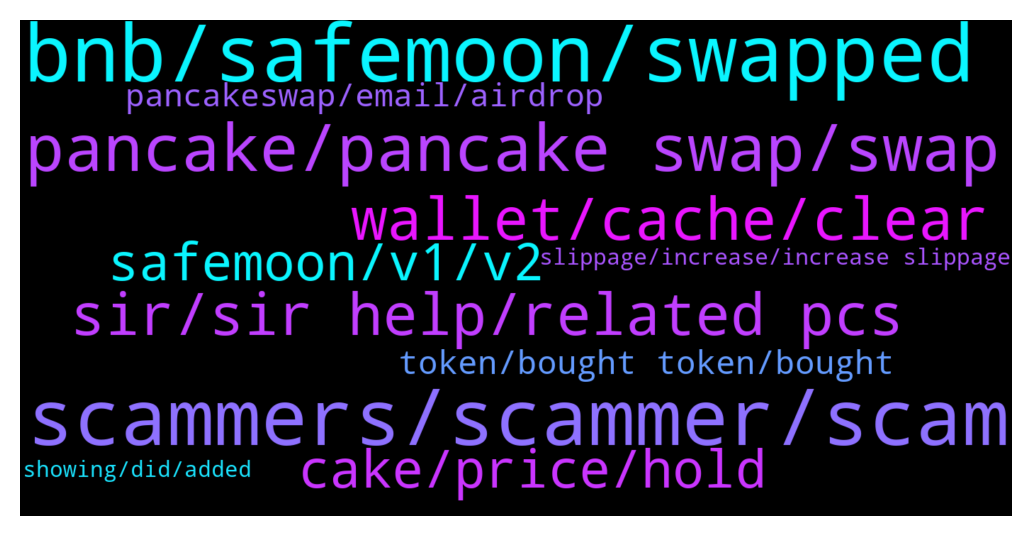 bnb/safemoon/swapped
pancakeswap/email/airdrop
pancake/pancake swap/swap
wallet/cache/clear
safemoon/v1/v2
slippage/increase/increase slippage
sir/sir help/related pcs
token/bought token/bought
scammers/scammer/scam
cake/price/hold
showing/did/added